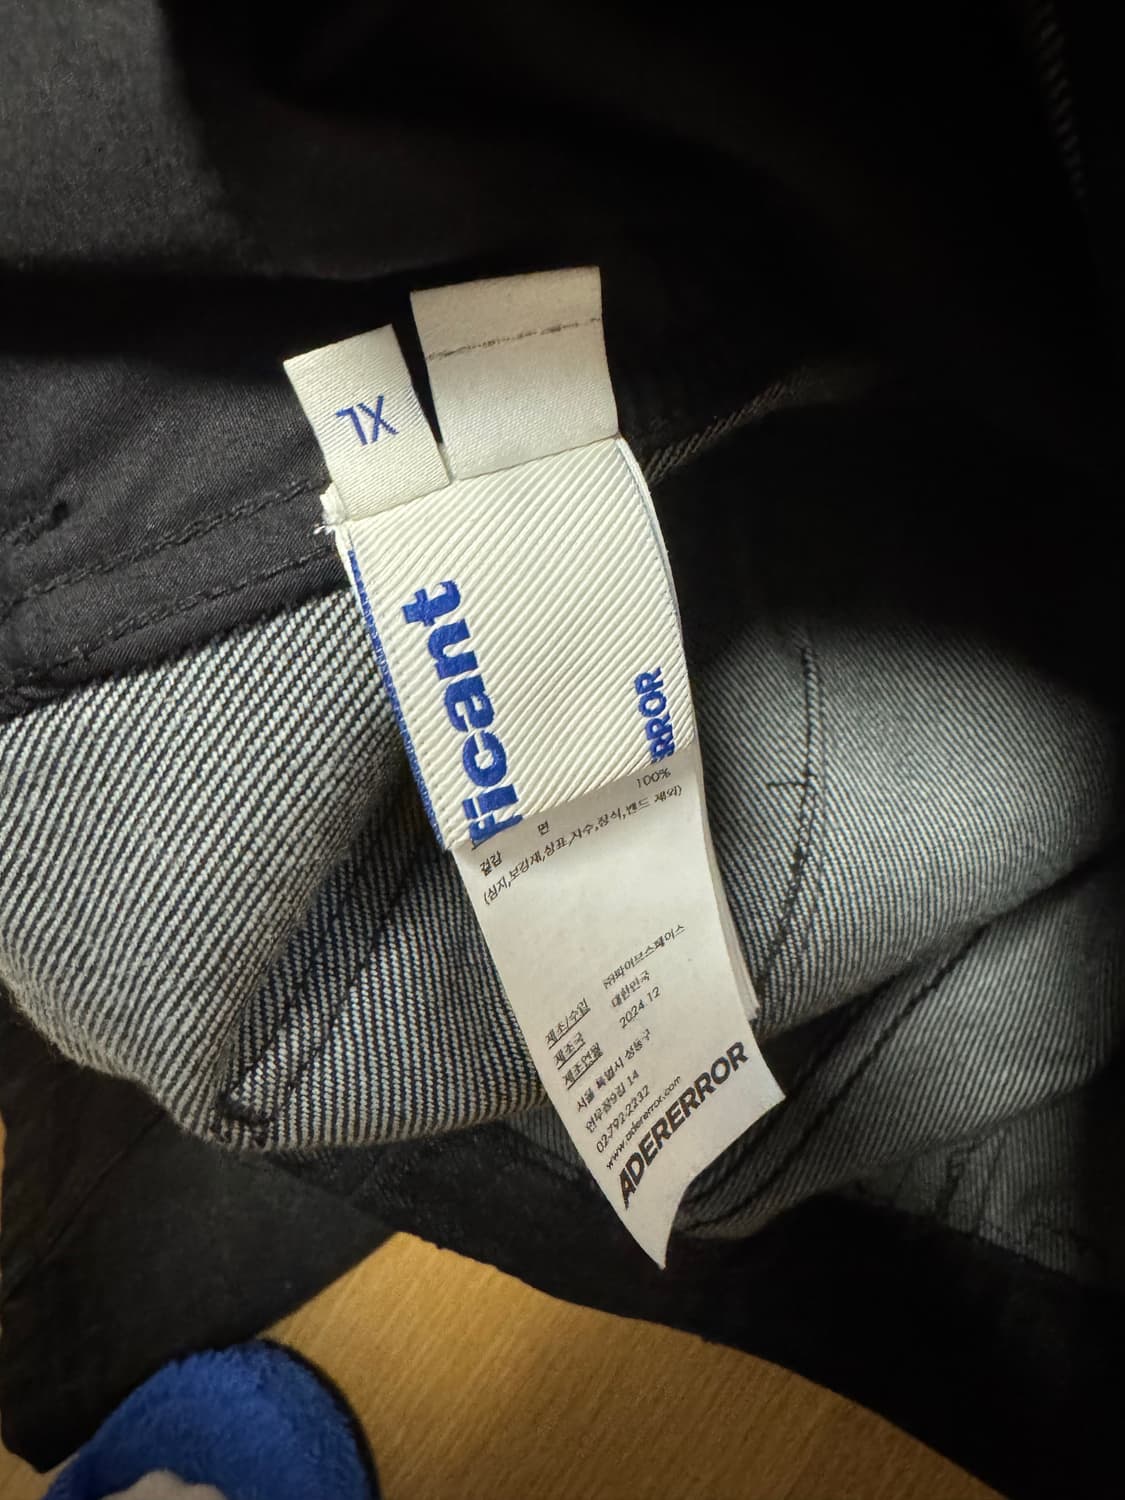 XL
ficant
RROR
겉감 면 100%
(심지,보강재,상표,자수,장식,밴드 제외)
제조/수입 ㈜파이브스페이스
제조국 대한민국
제조연월 2024.12
서울 특별시 성동구
연무장9길 14
02-792-2232
www.adererror.com
ADERERROR